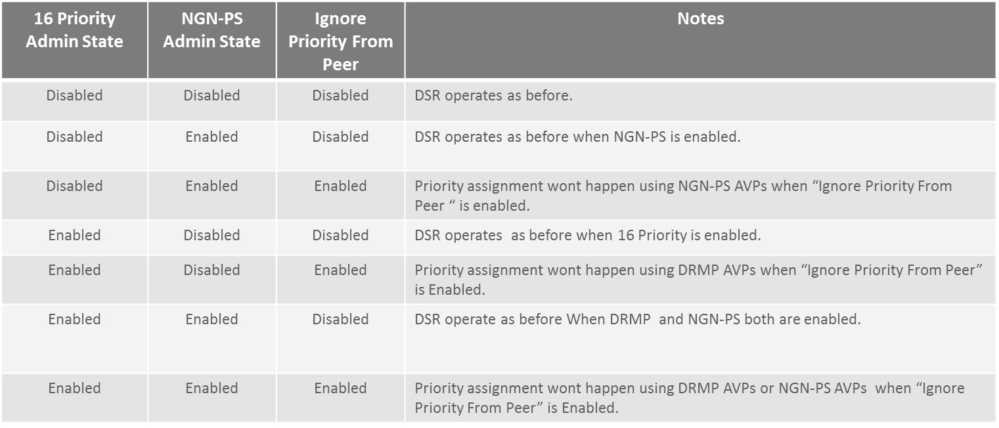 16 Priority
Admin State
NGN-PS
Admin State
Ignore
Priority From
Peer
Notes
Disabled
Disabled
Disabled
DSR operates as before.
Disabled
Enabled
Disabled
DSR operates as before when NGN-PS is enabled.
Disabled
Enabled
Enabled
Priority assignment wont happen using NGN-PS AVPs when “Ignore Priority From
Peer “ is enabled.
Enabled
Disabled
Disabled
DSR operates  as before when 16 Priority is enabled.
Enabled
Disabled
Enabled
Priority assignment wont happen using DRMP AVPs when “Ignore Priority From Peer”
is Enabled.
Enabled
Enabled
Disabled
DSR operate as before When DRMP  and NGN-PS both are enabled.
Enabled
Enabled
Enabled
Priority assignment wont happen using DRMP AVPs or NGN-PS AVPs  when “Ignore
Priority From Peer” is Enabled.